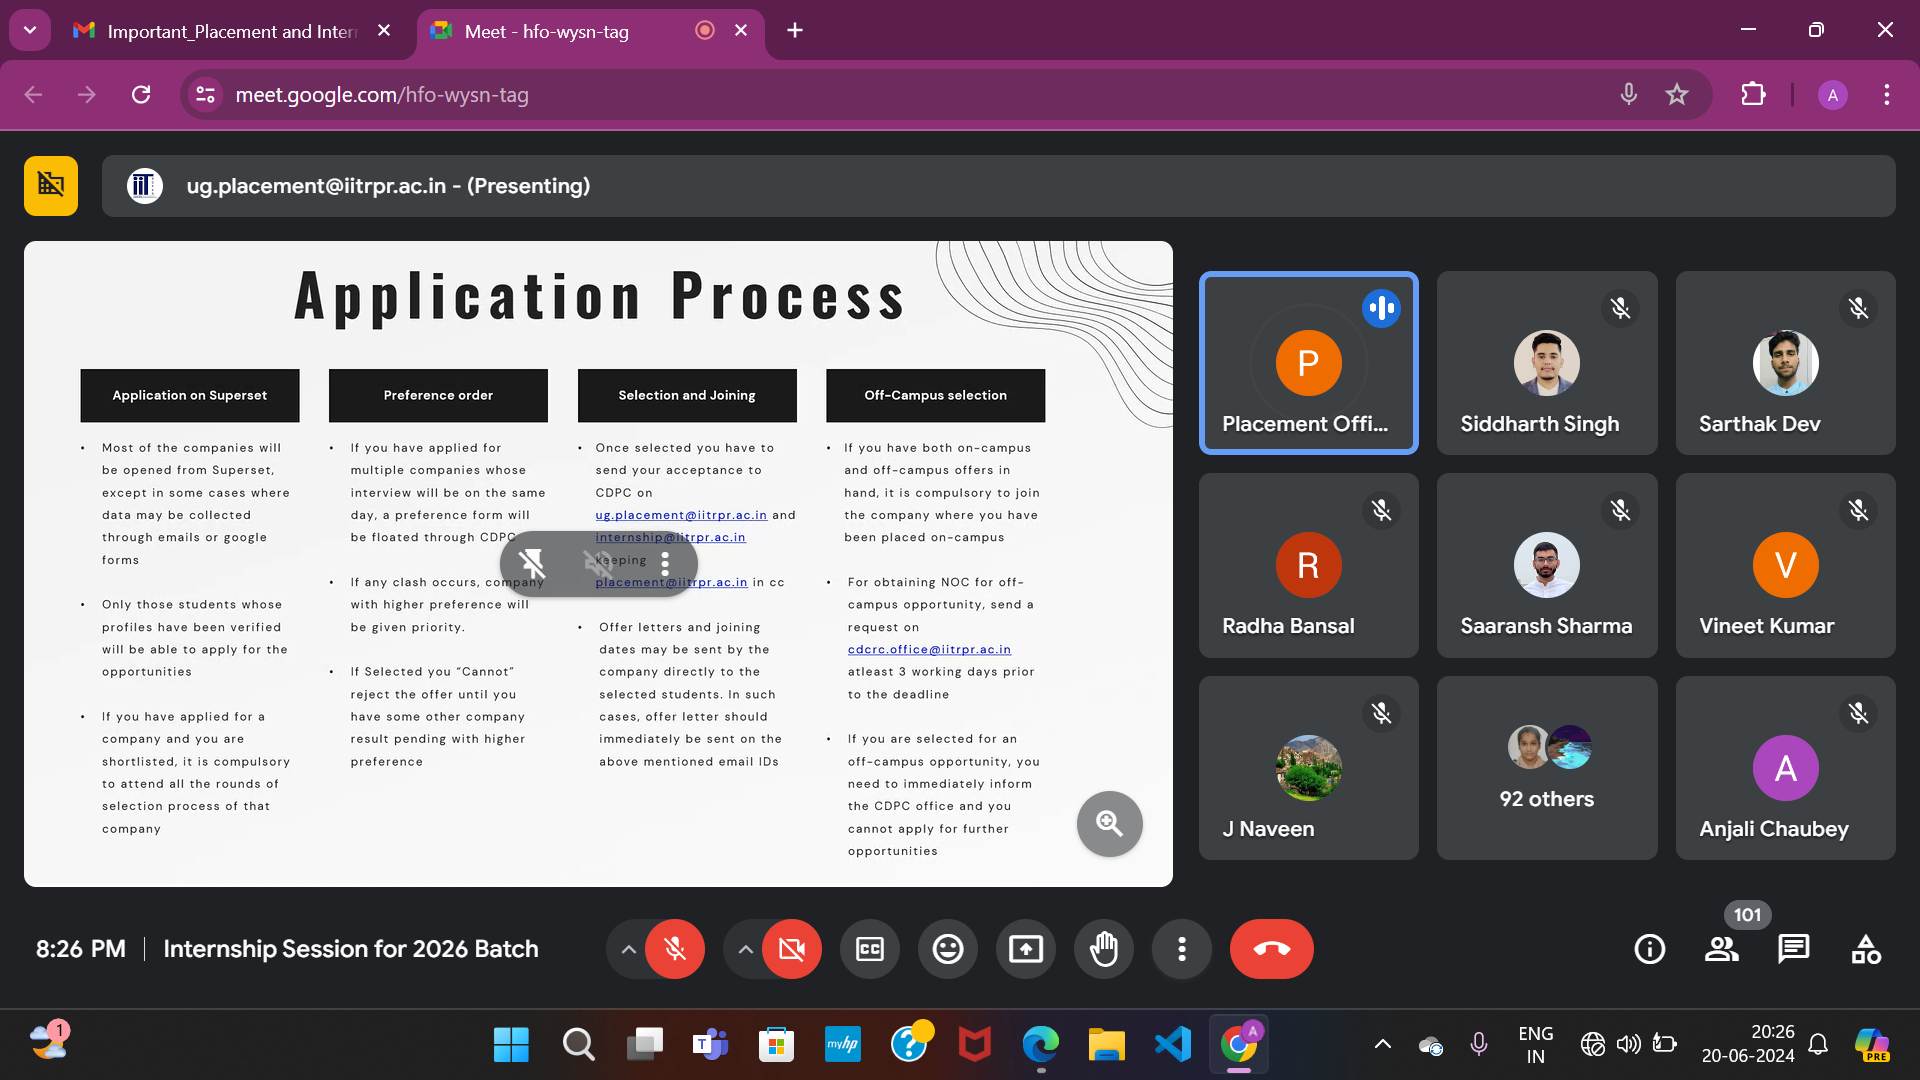 Important_Placement and Inter
Meet - hfo-wysn-tag
meet.google.com/hfo-wysn-tag
A
ug.placement@iitrpr.ac.in - (Presenting)
Application Process
Application on Superset
• Most of the companies will
be opened from Superset,
except in some cases where
data may be collected
through emails or google
forms
• Only those students whose
profiles have been verified
will be able to apply for the
opportunities
• If you have applied for a
company and you are
shortlisted, it is compulsory
to attend all the rounds of
selection process of that
company
Preference order
• If you have applied for
multiple companies whose
interview will be on the same
day, a preference form will
be floated through CDPC
• If any clash occurs, company
with higher preference will
be given priority.
• If Selected you “Cannot”
reject the offer until you
have some other company
result pending with higher
preference
Selection and Joining
• Once selected you have to
send your acceptance to
CDPC on
ug.placement@iitrpr.ac.in and
internship@iitrpr.ac.in
keeping
placement@iitrpr.ac.in in cc
• Offer letters and joining
dates may be sent by the
company directly to the
selected students. In such
cases, offer letter should
immediately be sent on the
above mentioned email IDs
Off-Campus selection
• If you have both on-campus
and off-campus offers in
hand, it is compulsory to join
the company where you have
been placed on-campus
• For obtaining NOC for off-
campus opportunity, send a
request on
cdcrc.office@iitrpr.ac.in
atleast 3 working days prior
to the deadline
• If you are selected for an
off-campus opportunity, you
need to immediately inform
the CDPC office and you
cannot apply for further
opportunities
P
Placement Offi...
Siddharth Singh
Sarthak Dev
R
Radha Bansal
Saaransh Sharma
V
Vineet Kumar
J Naveen
92 others
A
Anjali Chaubey
8:26 PM
Internship Session for 2026 Batch
CC
101
1
myhp
A
ENG
IN
20:26
20-06-2024
PRE